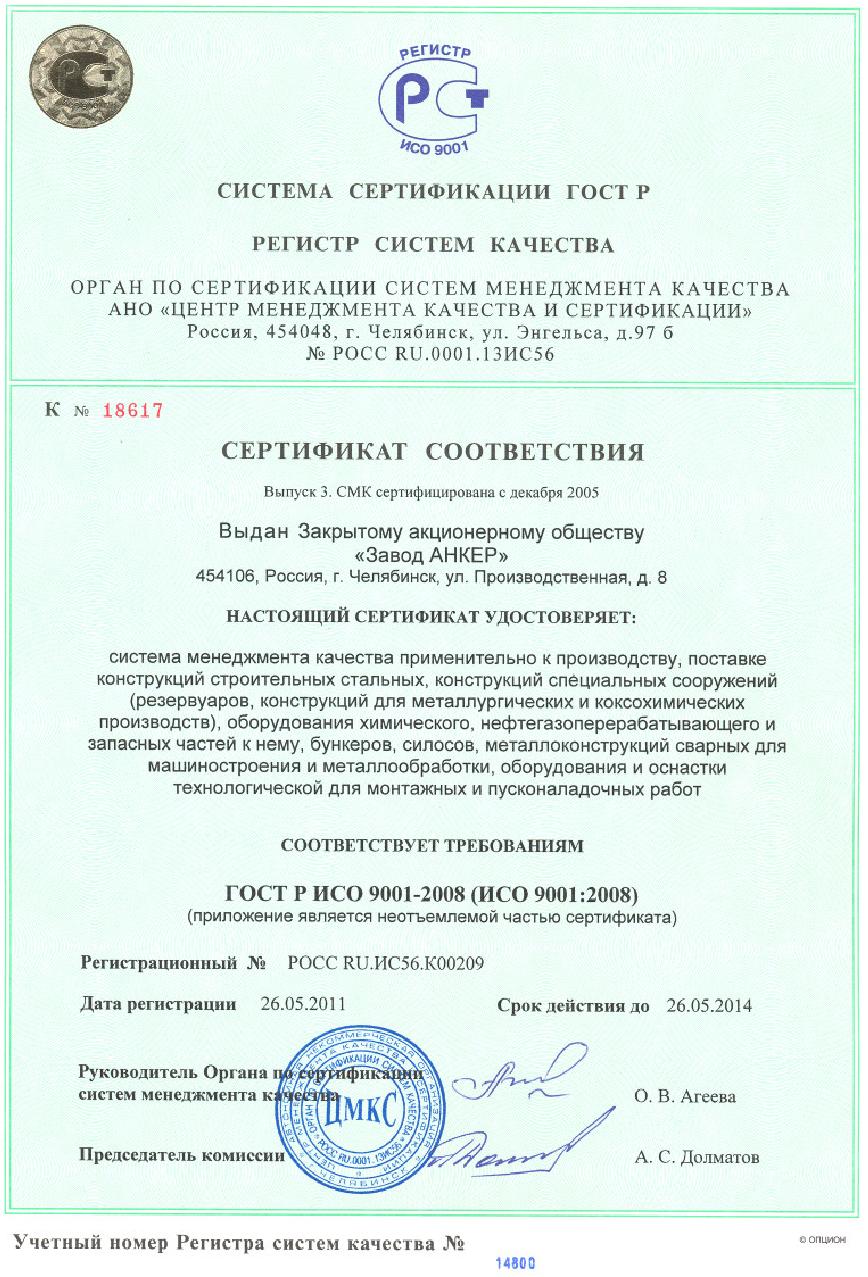 РЕГИСТР
РСТ
ИСО 9001
СИСТЕМА СЕРТИФИКАЦИИ ГОСТ Р
РЕГИСТР СИСТЕМ КАЧЕСТВА
ОРГАН ПО СЕРТИФИКАЦИИ СИСТЕМ МЕНЕДЖМЕНТА КАЧЕСТВА
АНО «ЦЕНТР МЕНЕДЖМЕНТА КАЧЕСТВА И СЕРТИФИКАЦИИ»
Россия, 454048, г. Челябинск, ул. Энгельса, д.97 б
№ РОСС RU.0001.13ИС56
К № 18617
СЕРТИФИКАТ СООТВЕТСТВИЯ
Выпуск 3. СМК сертифицирована с декабря 2005
Выдан Закрытому акционерному обществу
«Завод АНКЕР»
454106, Россия, г. Челябинск, ул. Производственная, д. 8
НАСТОЯЩИЙ СЕРТИФИКАТ УДОСТОВЕРЯЕТ:
система менеджмента качества применительно к производству, поставке
конструкций строительных стальных, конструкций специальных сооружений
(резервуаров, конструкций для металлургических и коксохимических
производств), оборудования химического, нефтегазоперерабатывающего и
запасных частей к нему, бункеров, силосов, металлоконструкций сварных для
машиностроения и металлообработки, оборудования и оснастки
технологической для монтажных и пусконаладочных работ
СООТВЕТСТВУЕТ ТРЕБОВАНИЯМ
ГОСТ Р ИСО 9001-2008 (ИСО 9001:2008)
(приложение является неотъемлемой частью сертификата)
Регистрационный № РОСС RU.ИС56.К00209
Дата регистрации 26.05.2011 Срок действия до 26.05.2014
Руководитель Органа по сертификации
систем менеджмента качества О. В. Агеева
ЦМКС
РОСС RU.0001.13ИС56
Председатель комиссии А. С. Долматов
Учетный номер Регистра систем качества №
14800
© ОПЦИОН